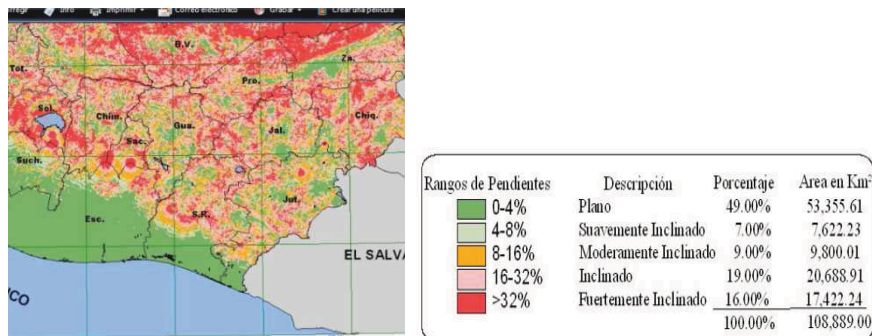 Info
Imprimir
Correo electrónico
Grabar
Crear una película
B.V.
Za.
Tot.
Pro.
Sol.
Chim.
Chiq.
Gua.
Jal.
Sac.
Such.
Jut.
Esc.
S.R.
EL SALVA
ICO
Rangos de Pendientes Descripción Porcentaje Area en Km²
0-4% Plano 49.00% 53,355.61
4-8% Suavemente Inclinado 7.00% 7,622.23
8-16% Moderamente Inclinado 9.00% 9,800.01
16-32% Inclinado 19.00% 20,688.91
>32% Fuertemente Inclinado 16.00% 17,422.24
100.00% 108,889.00